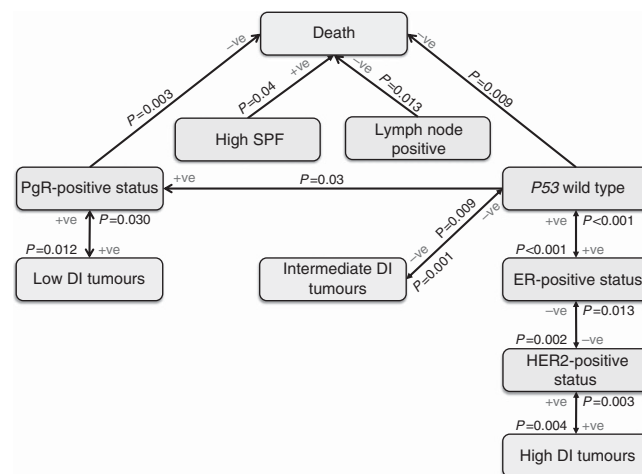 Death
–ve
–ve
+ve
–ve
P=0.003
P=0.04
P=0.013
P=0.009
High SPF
Lymph node
positive
PgR-positive status
+ve
P=0.03
P53 wild type
+ve
P=0.030
P=0.009
–ve
+ve
P<0.001
P=0.012
+ve
–ve
P=0.001
P<0.001
+ve
Low DI tumours
Intermediate DI
tumours
ER-positive status
–ve
P=0.013
P=0.002
–ve
HER2-positive
status
+ve
P=0.003
P=0.004
+ve
High DI tumours